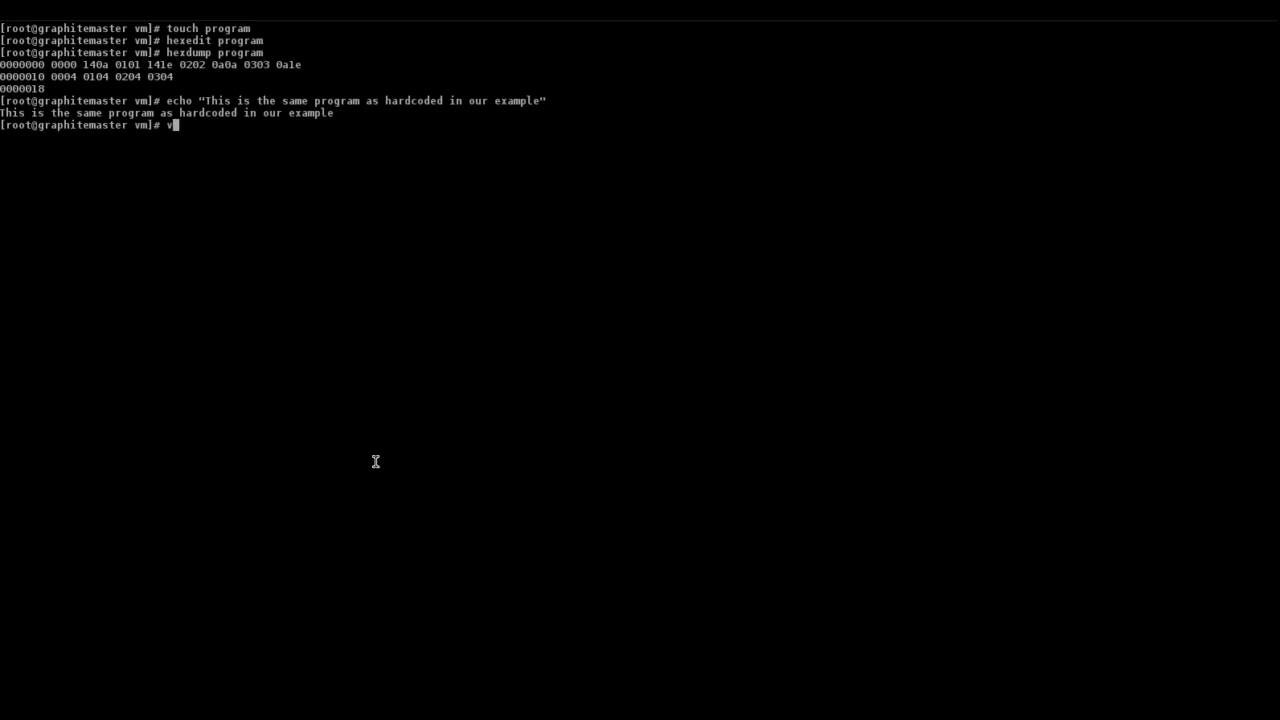 [root@graphitemaster vm]# touch program
[root@graphitemaster vm]# hexedit program
[root@graphitemaster vm]# hexdump program
0000000 0000 140a 0101 141e 0202 0a0a 0303 0a1e
0000010 0004 0104 0204 0304
0000018
[root@graphitemaster vm]# echo "This is the same program as hardcoded in our example"
This is the same program as hardcoded in our example
[root@graphitemaster vm]# v